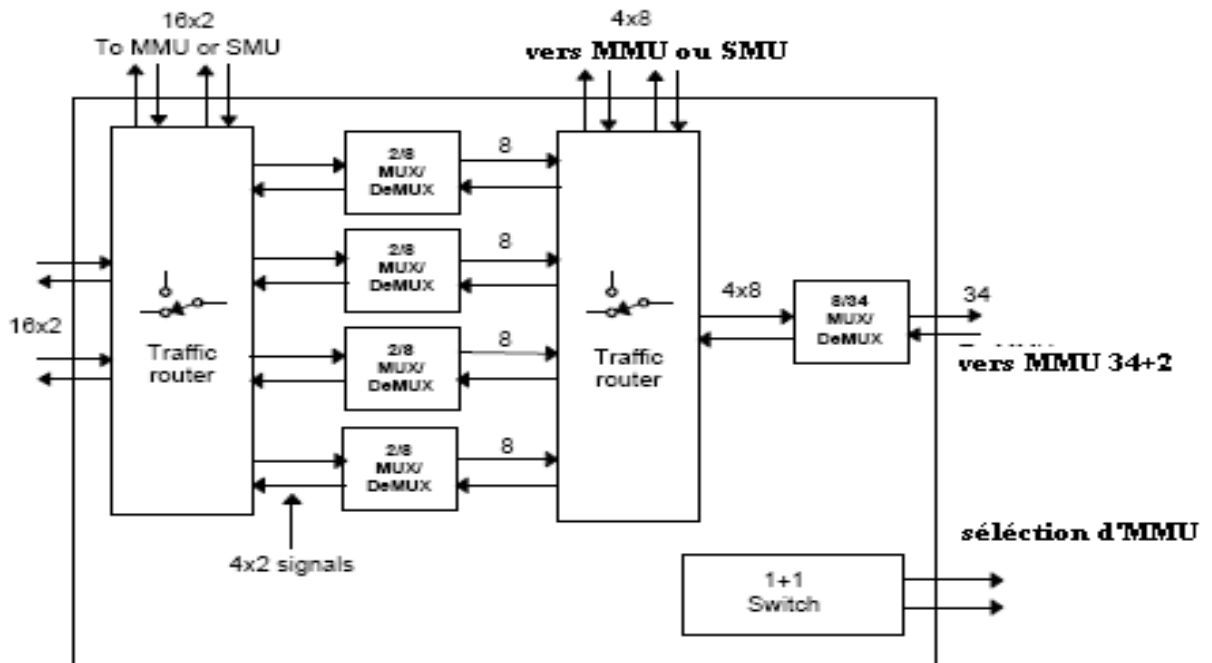 16x2
To MMU or SMU
4x8
vers MMU ou SMU
2/8
MUX/
DeMUX
8
2/8
MUX/
DeMUX
8
16x2
Traffic
router
2/8
MUX/
DeMUX
8
Traffic
router
4x8
8/34
MUX/
DeMUX
34
vers MMU 34+2
2/8
MUX/
DeMUX
8
4x2 signals
séléction d'MMU
1+1
Switch